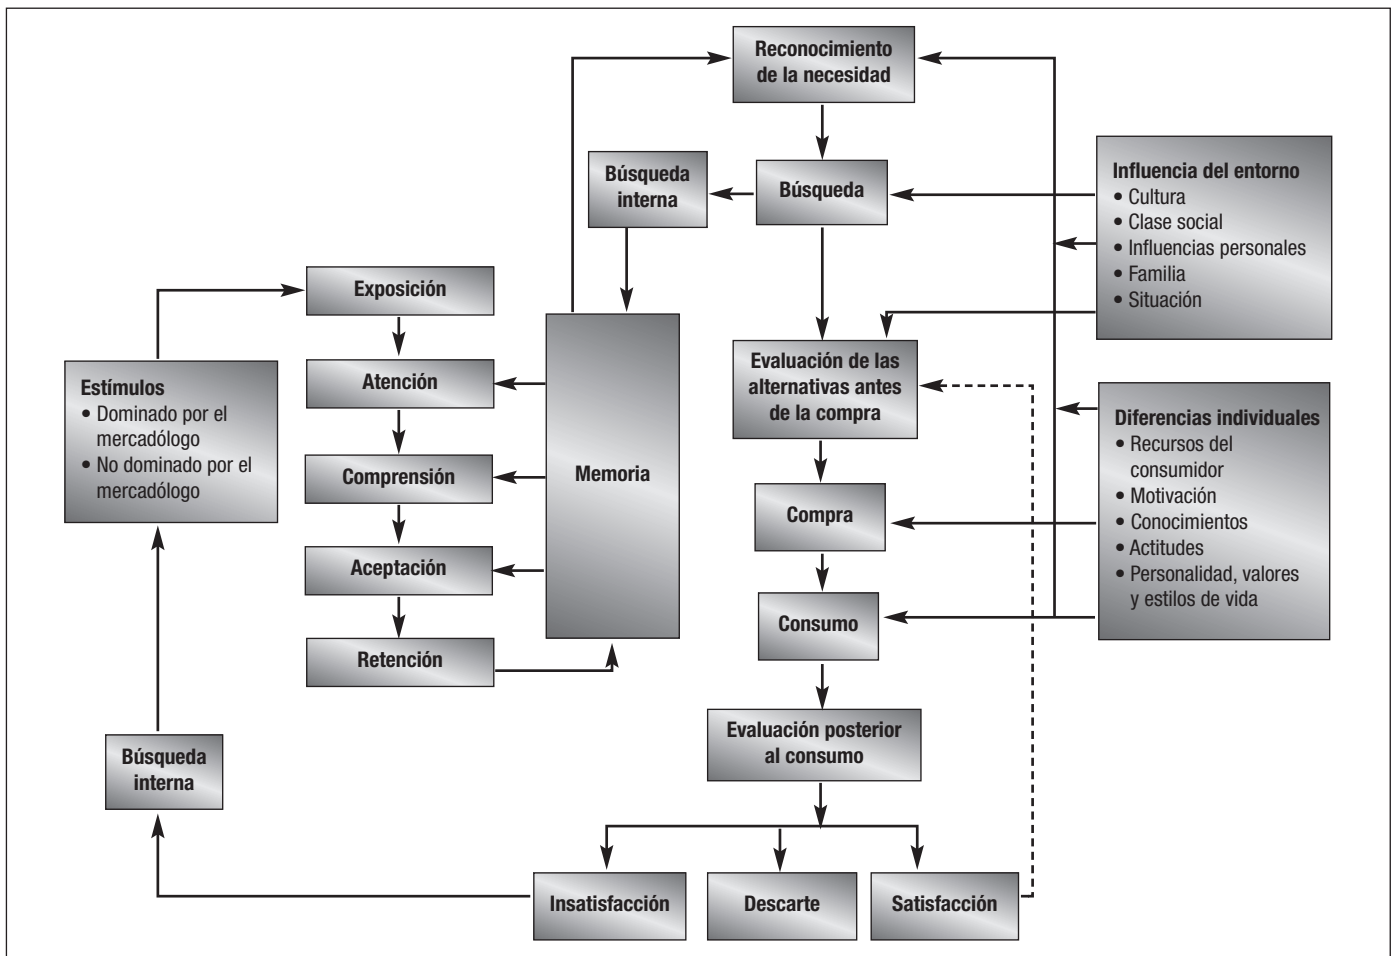 Reconocimiento
de la necesidad
Búsqueda
interna
Búsqueda
Influencia del entorno
• Cultura
• Clase social
• Influencias personales
• Familia
• Situación
Exposición
Atención
Comprensión
Aceptación
Retención
Memoria
Estímulos
• Dominado por el
mercadólogo
• No dominado por el
mercadólogo
Evaluación de las
alternativas antes
de la compra
Diferencias individuales
• Recursos del
consumidor
• Motivación
• Conocimientos
• Actitudes
• Personalidad, valores
y estilos de vida
Compra
Consumo
Evaluación posterior
al consumo
Búsqueda
interna
Insatisfacción
Descarte
Satisfacción